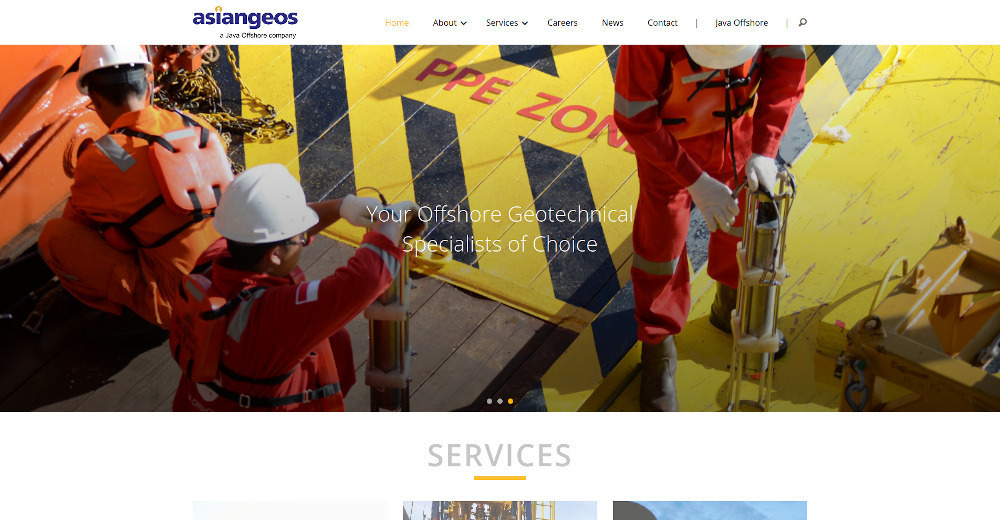 asiangeos
a Java Offshore company
Home About Services Careers News Contact | Java Offshore |
PPE ZON
Your Offshore Geotechnical
Specialists of Choice
SERVICES